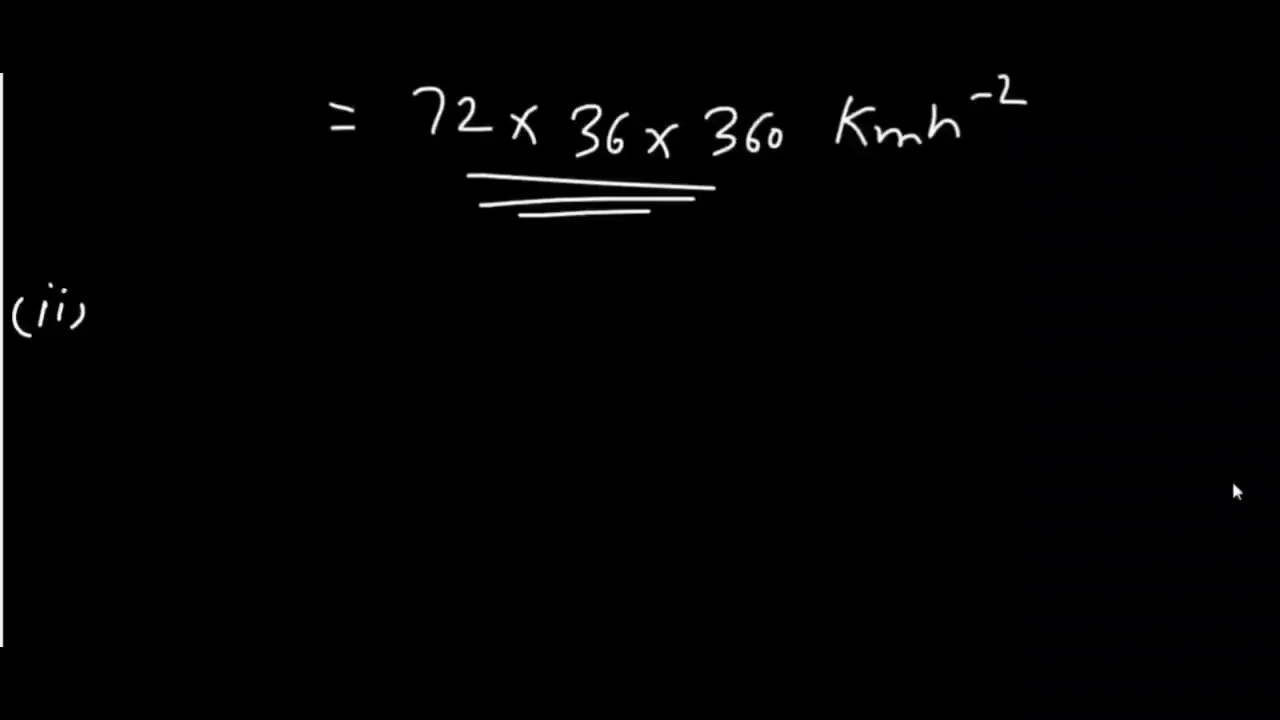 = 72 x 36 x 360 Kmh⁻²
(ii)